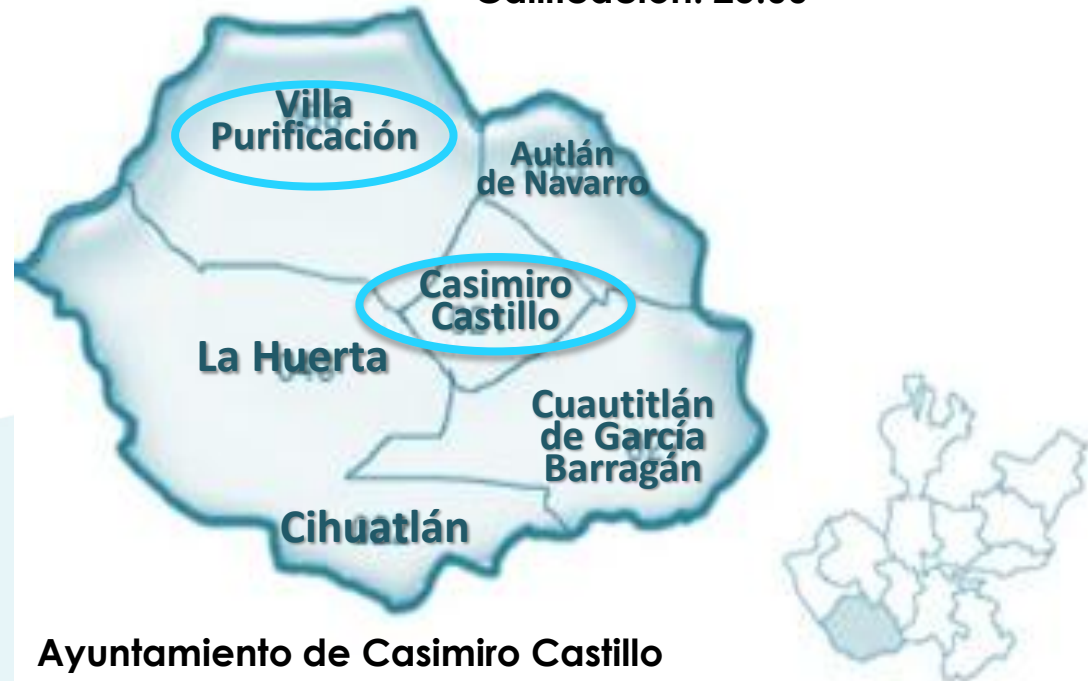 Villa
Purificación
Autlán
de Navarro
Casimiro
Castillo
La Huerta
Cuautitlán
de García
Barragán
Cihuatlán
Ayuntamiento de Casimiro Castillo